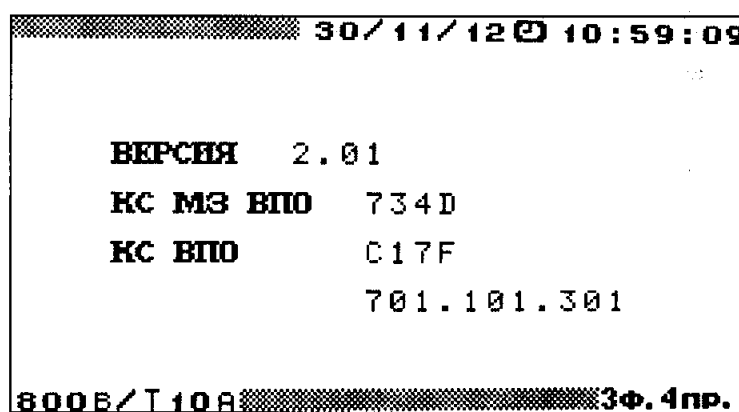 30/11/12 10:59:09
ВЕРСИЯ 2.01
КС МЗ ВПО 734D
КС ВПО C17F
701.101.301
800В/Т10А 3ф.4пр.